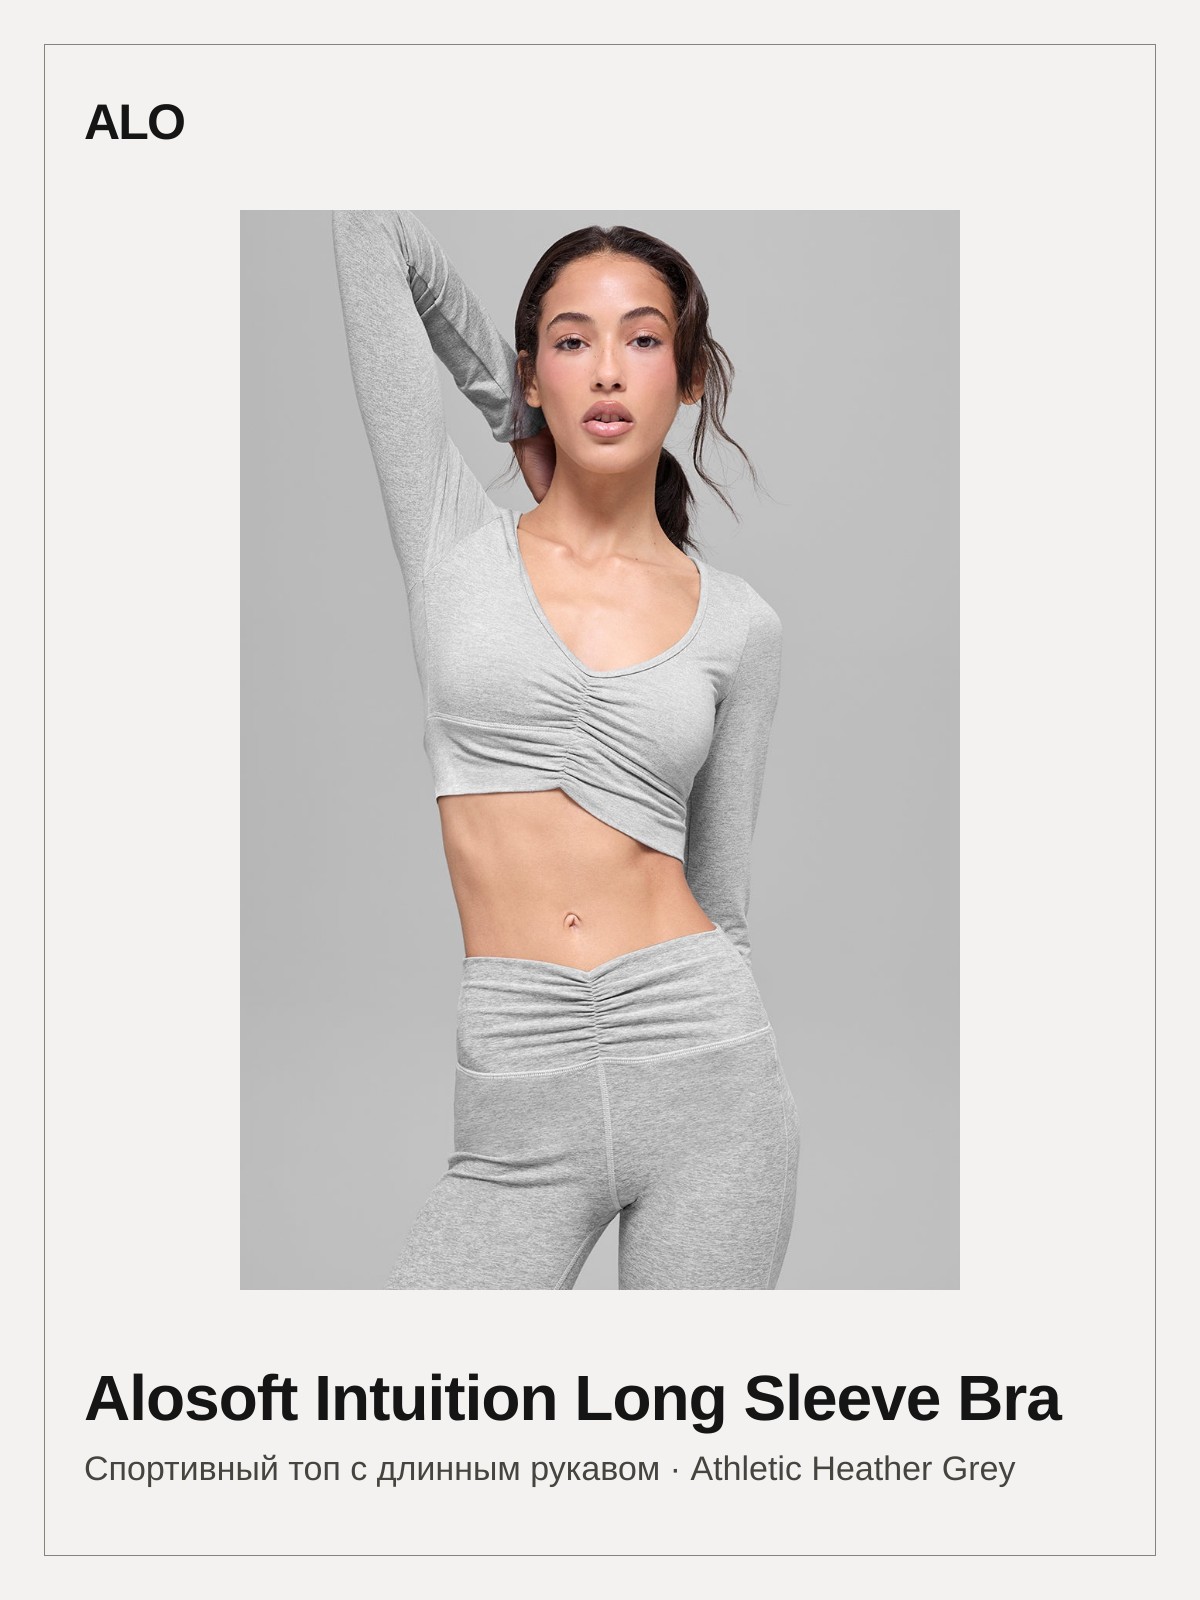 ALO
Alosoft Intuition Long Sleeve Bra
Спортивный топ с длинным рукавом · Athletic Heather Grey